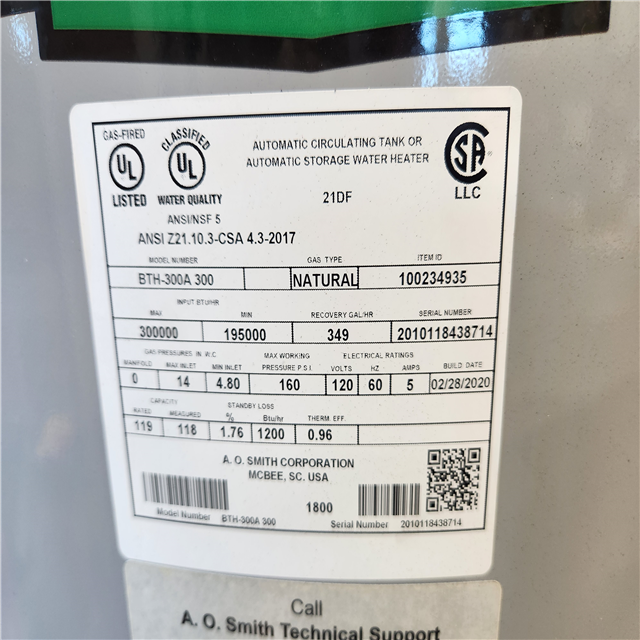 GAS-FIRED
UL
LISTED
CLASSIFIED
UL
WATER QUALITY
ANSI/NSF 5
AUTOMATIC CIRCULATING TANK OR
AUTOMATIC STORAGE WATER HEATER
SA
LLC
21DF
ANSI Z21.10.3-CSA 4.3-2017
MODEL NUMBER GAS TYPE ITEM ID
BTH-300A 300 NATURAL 100234935
INPUT BTU/HR
MAX MIN RECOVERY GAL/HR SERIAL NUMBER
300000 195000 349 2010118438714
GAS PRESSURES IN W.C MAX WORKING ELECTRICAL RATINGS
MANIFOLD MAX INLET MIN INLET PRESSURE P.S.I. VOLTS HZ AMPS BUILD DATE
0 14 4.80 160 120 60 5 02/28/2020
CAPACITY STANDBY LOSS
RATED MEASURED % Btu/hr THERM. EFF.
119 118 1.76 1200 0.96
A. O. SMITH CORPORATION
MCBEE, SC. USA
1800
Model Number BTH-300A 300 Serial Number 2010118438714
Call
A. O. Smith Technical Support